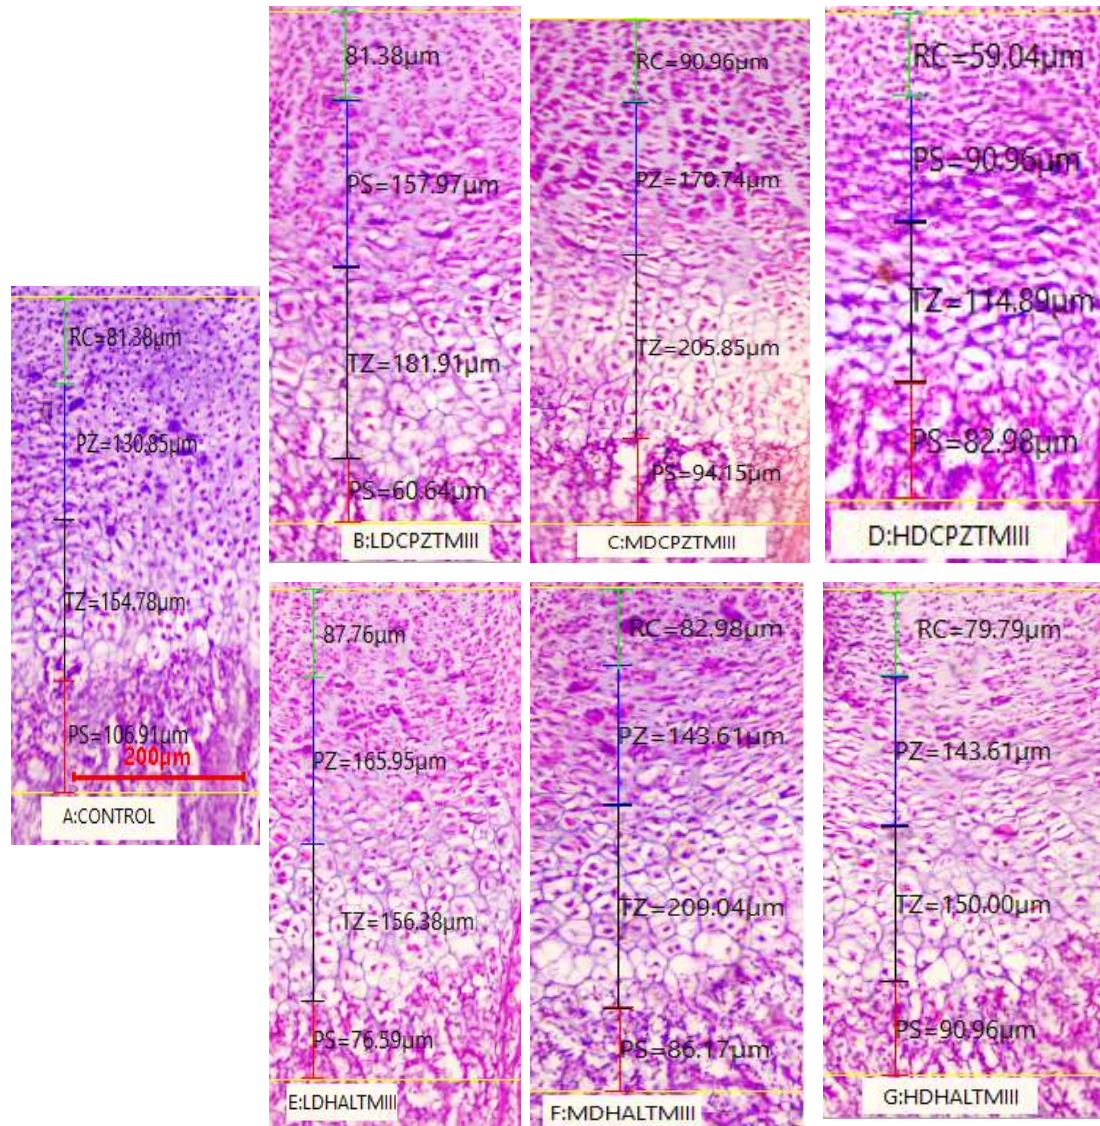 RC=81.38µm
PZ=130.85µm
TZ=154.78µm
PS=106.91µm
200µm
A:CONTROL
81.38µm
PS=157.97µm
TZ=181.91µm
PS=60.64µm
B:LDCPZTMIII
RC=90.96µm
PZ=170.74µm
TZ=205.85µm
PS=94.15µm
C:MDCPZTMIII
RC=59.04µm
PS=90.96µm
TZ=114.89µm
PS=82.98µm
D:HDCPZTMIII
87.76µm
PZ=165.95µm
TZ=156.38µm
PS=76.59µm
E:LDHALTMIII
RC=82.98µm
PZ=143.61µm
TZ=209.04µm
PS=86.17µm
F:MDHALTMIII
RC=79.79µm
PZ=143.61µm
TZ=150.00µm
PS=90.96µm
G:HDHALTMIII